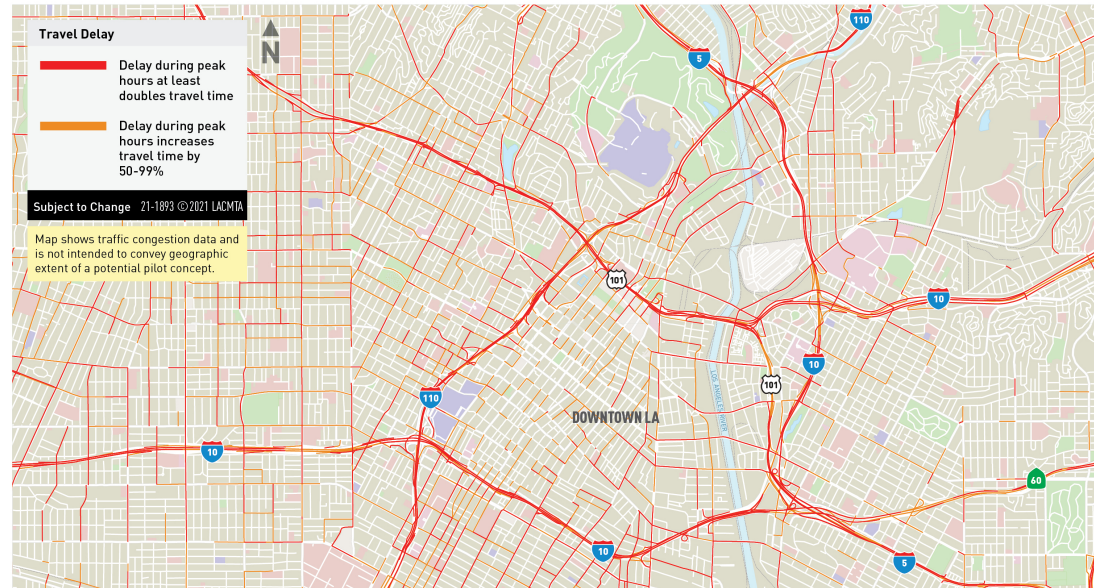 Travel Delay
Delay during peak
hours at least
doubles travel time
Delay during peak
hours increases
travel time by
50-99%
Subject to Change 21-1893 © 2021 LACMTA
Map shows traffic congestion data and
is not intended to convey geographic
extent of a potential pilot concept.
N
110
5
101
10
10
101
110
LOS ANGELES RIVER
DOWNTOWN LA
10
60
10
5